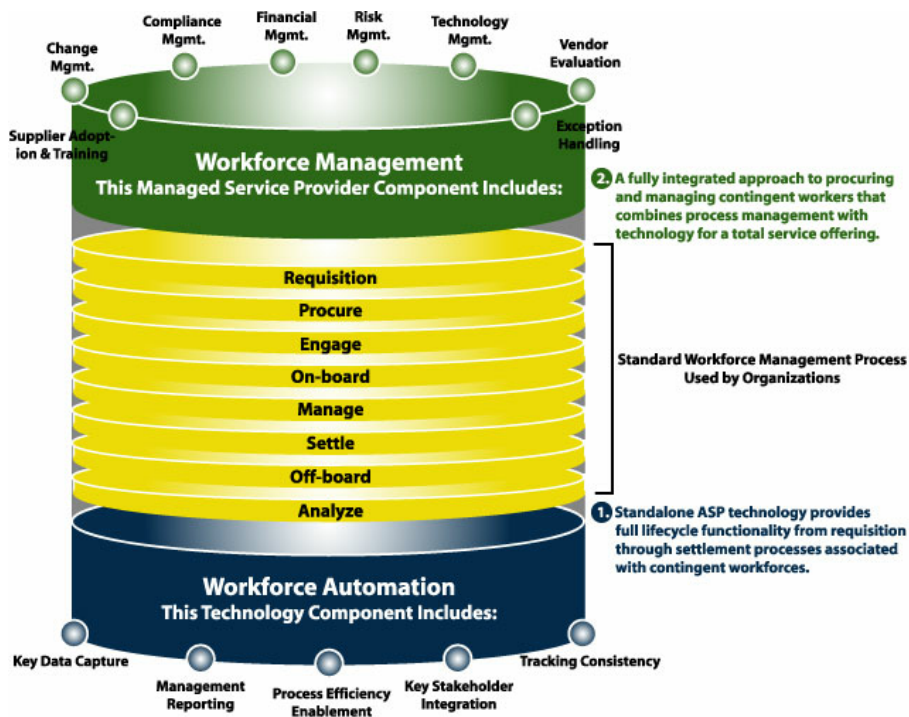 Change
Mgmt.
Compliance
Mgmt.
Financial
Mgmt.
Risk
Mgmt.
Technology
Mgmt.
Vendor
Evaluation
Supplier Adopt-
ion & Training
Exception
Handling
Workforce Management
This Managed Service Provider Component Includes:
2. A fully integrated approach to procuring
and managing contingent workers that
combines process management with
technology for a total service offering.
Requisition
Procure
Engage
On-board
Manage
Settle
Off-board
Analyze
Standard Workforce Management Process
Used by Organizations
1. Standalone ASP technology provides
full lifecycle functionality from requisition
through settlement processes associated
with contingent workforces.
Workforce Automation
This Technology Component Includes:
Key Data Capture
Management
Reporting
Process Efficiency
Enablement
Key Stakeholder
Integration
Tracking Consistency